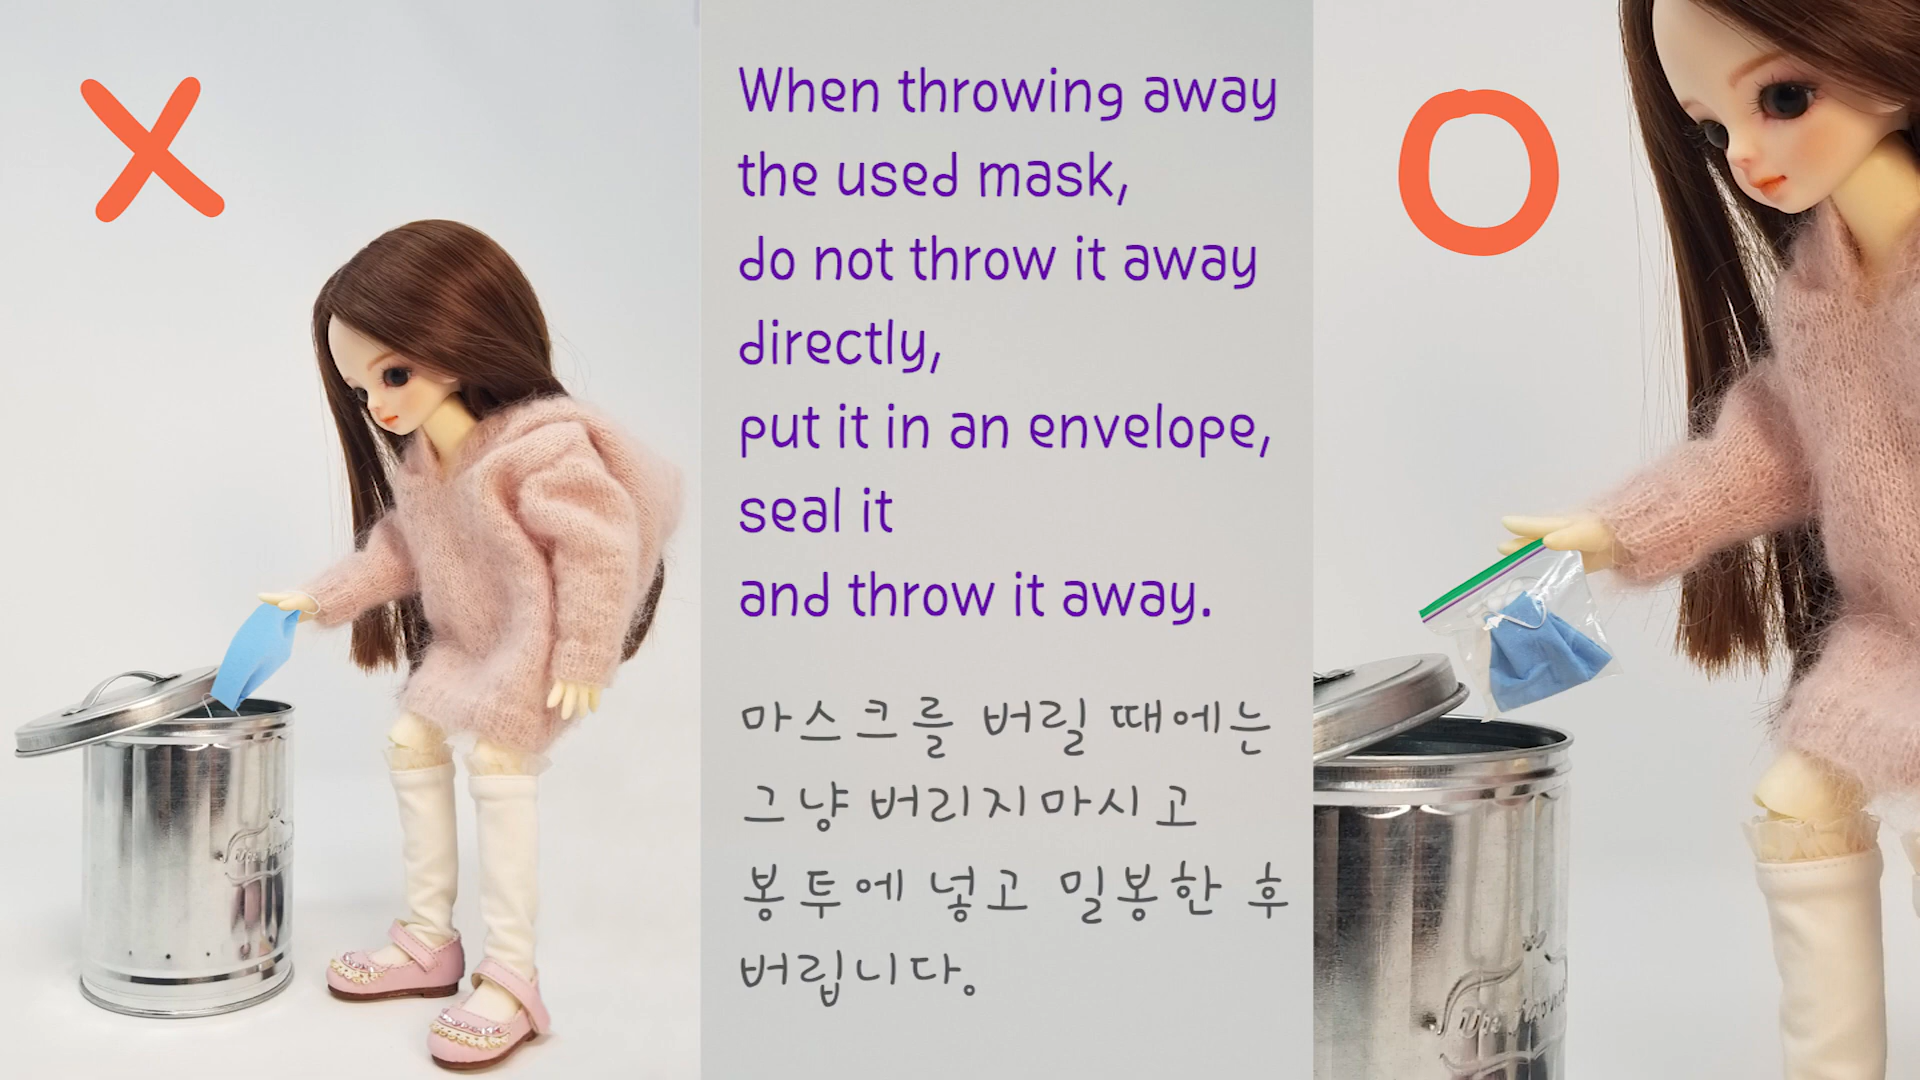 When throwing away
the used mask,
do not throw it away
directly,
put it in an envelope,
seal it
and throw it away.
마스크를 버릴 때에는
그냥 버리지마시고
봉투에 넣고 밀봉한 후
버립니다.